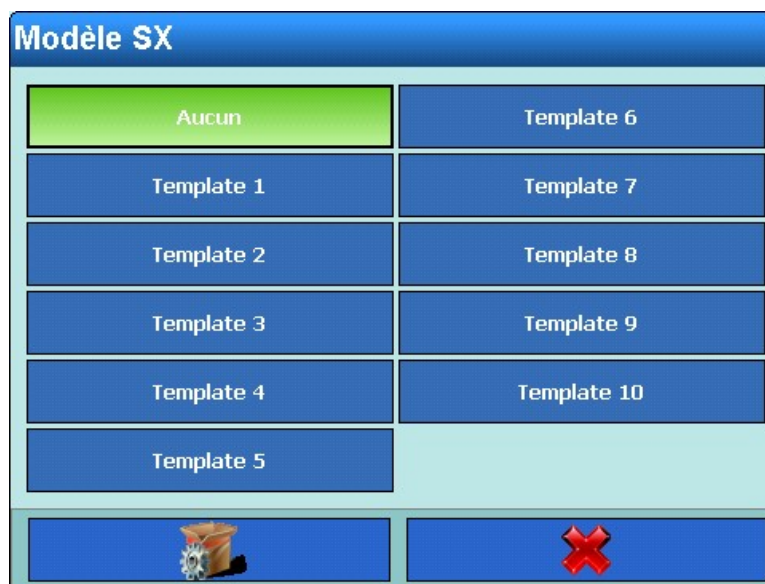 Modèle SX
Aucun
Template 1
Template 2
Template 3
Template 4
Template 5
Template 6
Template 7
Template 8
Template 9
Template 10